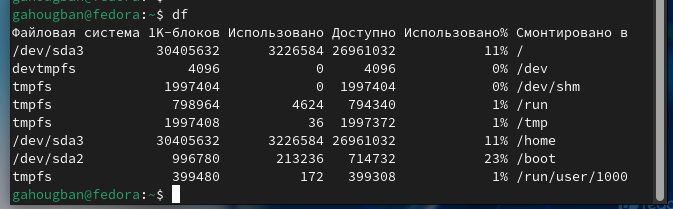 gahougban@fedora:~$ df
Файловая система 1K-блоков Использовано Доступно Использовано% Смонтировано в
/dev/sda3 30405632 3226584 26961032 11% /
devtmpfs 4096 0 4096 0% /dev
tmpfs 1997404 0 1997404 0% /dev/shm
tmpfs 798964 4624 794340 1% /run
tmpfs 1997408 36 1997372 1% /tmp
/dev/sda3 30405632 3226584 26961032 11% /home
/dev/sda2 996780 213236 714732 23% /boot
tmpfs 399480 172 399308 1% /run/user/1000
gahougban@fedora:~$